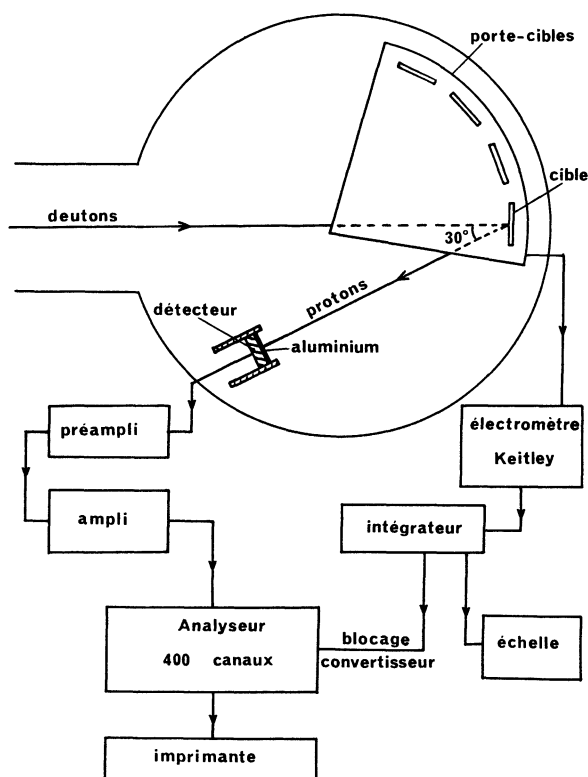 porte-cibles
cible
deutons
30°
protons
détecteur
aluminium
préampli
électromètre
Keitley
ampli
intégrateur
Analyseur
400 canaux
blocage
convertisseur
échelle
imprimante